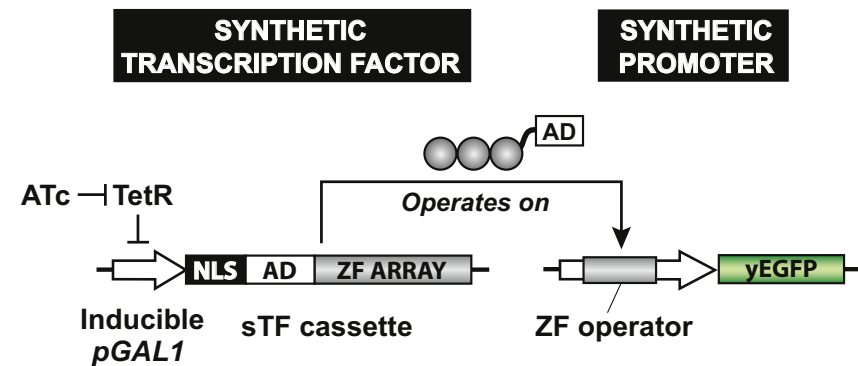 SYNTHETIC
TRANSCRIPTION FACTOR
SYNTHETIC
PROMOTER
AD
ATc
TetR
Operates on
NLS
AD
ZF ARRAY
yEGFP
Inducible
pGAL1
sTF cassette
ZF operator